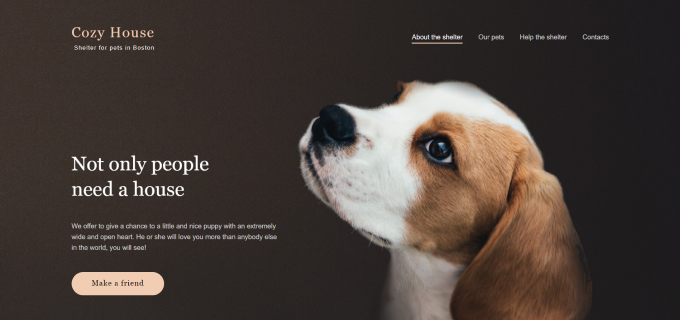 Cozy House
Shelter for pets in Boston
About the shelter
Our pets
Help the shelter
Contacts
Not only people
need a house
We offer to give a chance to a little and nice puppy with an extremely
wide and open heart. He or she will love you more than anybody else
in the world, you will see!
Make a friend